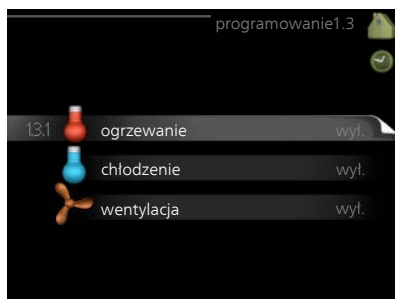 programowanie1.3
1.3.1 ogrzewanie wył.
chłodzenie wył.
wentylacja wył.